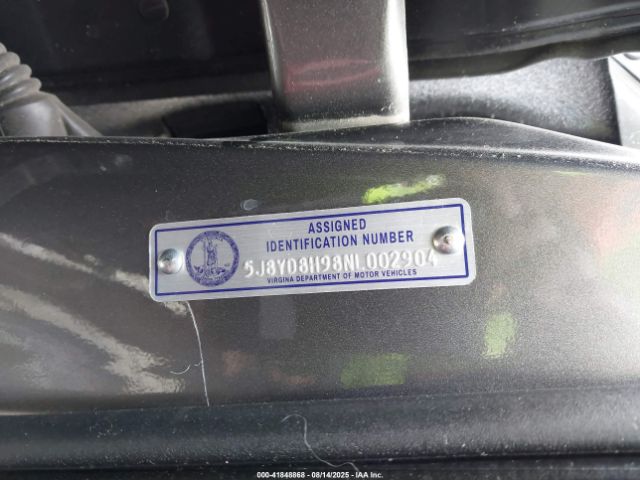 ASSIGNED
IDENTIFICATION NUMBER
5J8YD8H98NL002904
VIRGINIA DEPARTMENT OF MOTOR VEHICLES
000-41848868 - 08/14/2025 - IAA Inc.